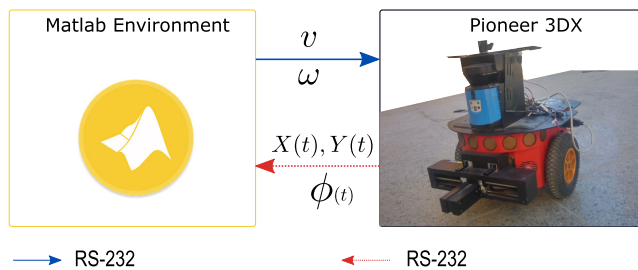 Matlab Environment
Pioneer 3DX
v
ω
X(t), Y(t)
ϕ(t)
RS-232
RS-232